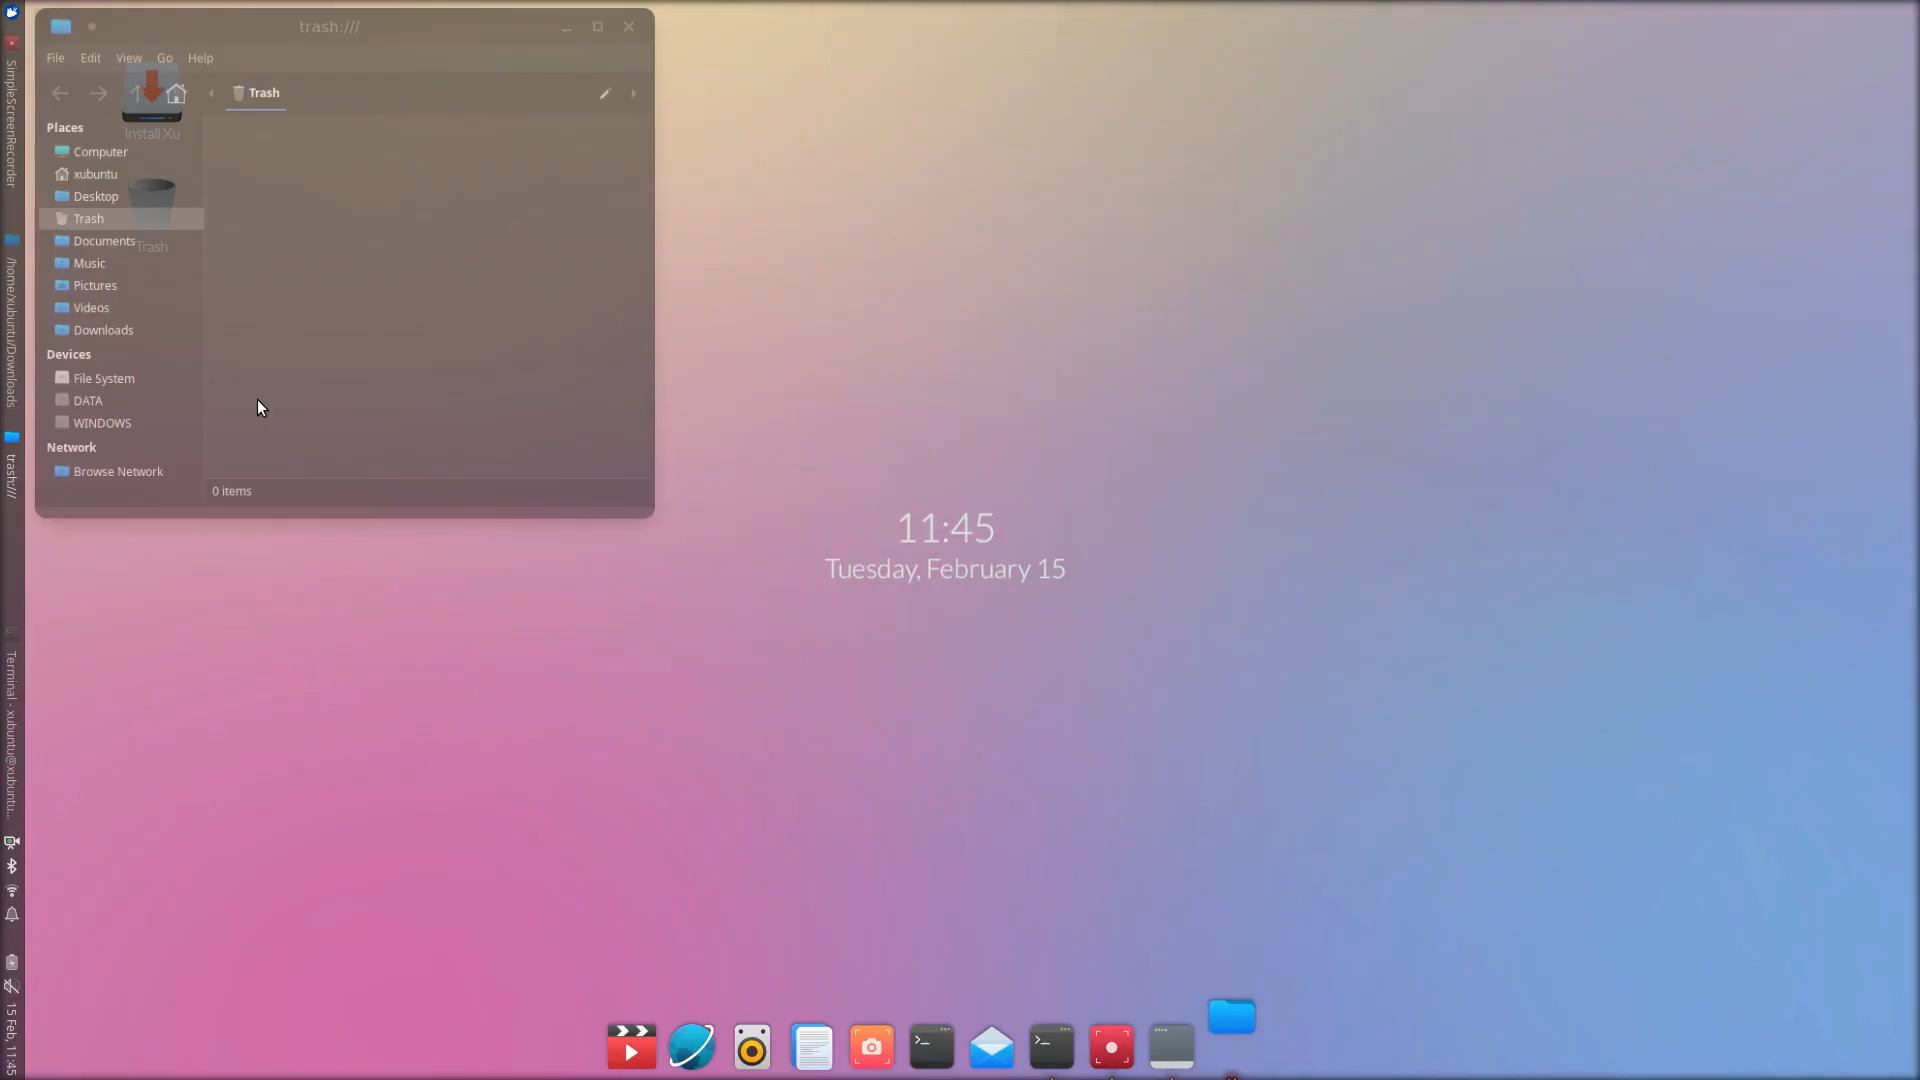 trash:///
File Edit View Go Help
Trash
Install Xu
Places
Computer
xubuntu
Desktop
Trash
Documents
Trash
Music
Pictures
Videos
Downloads
Devices
File System
DATA
WINDOWS
Network
Browse Network
0 items
SimpleScreenRecorder
/home/xubuntu/Downloads
trash:///
Terminal - xubuntu@xubuntu...
15 Feb, 11:45
11:45
Tuesday, February 15